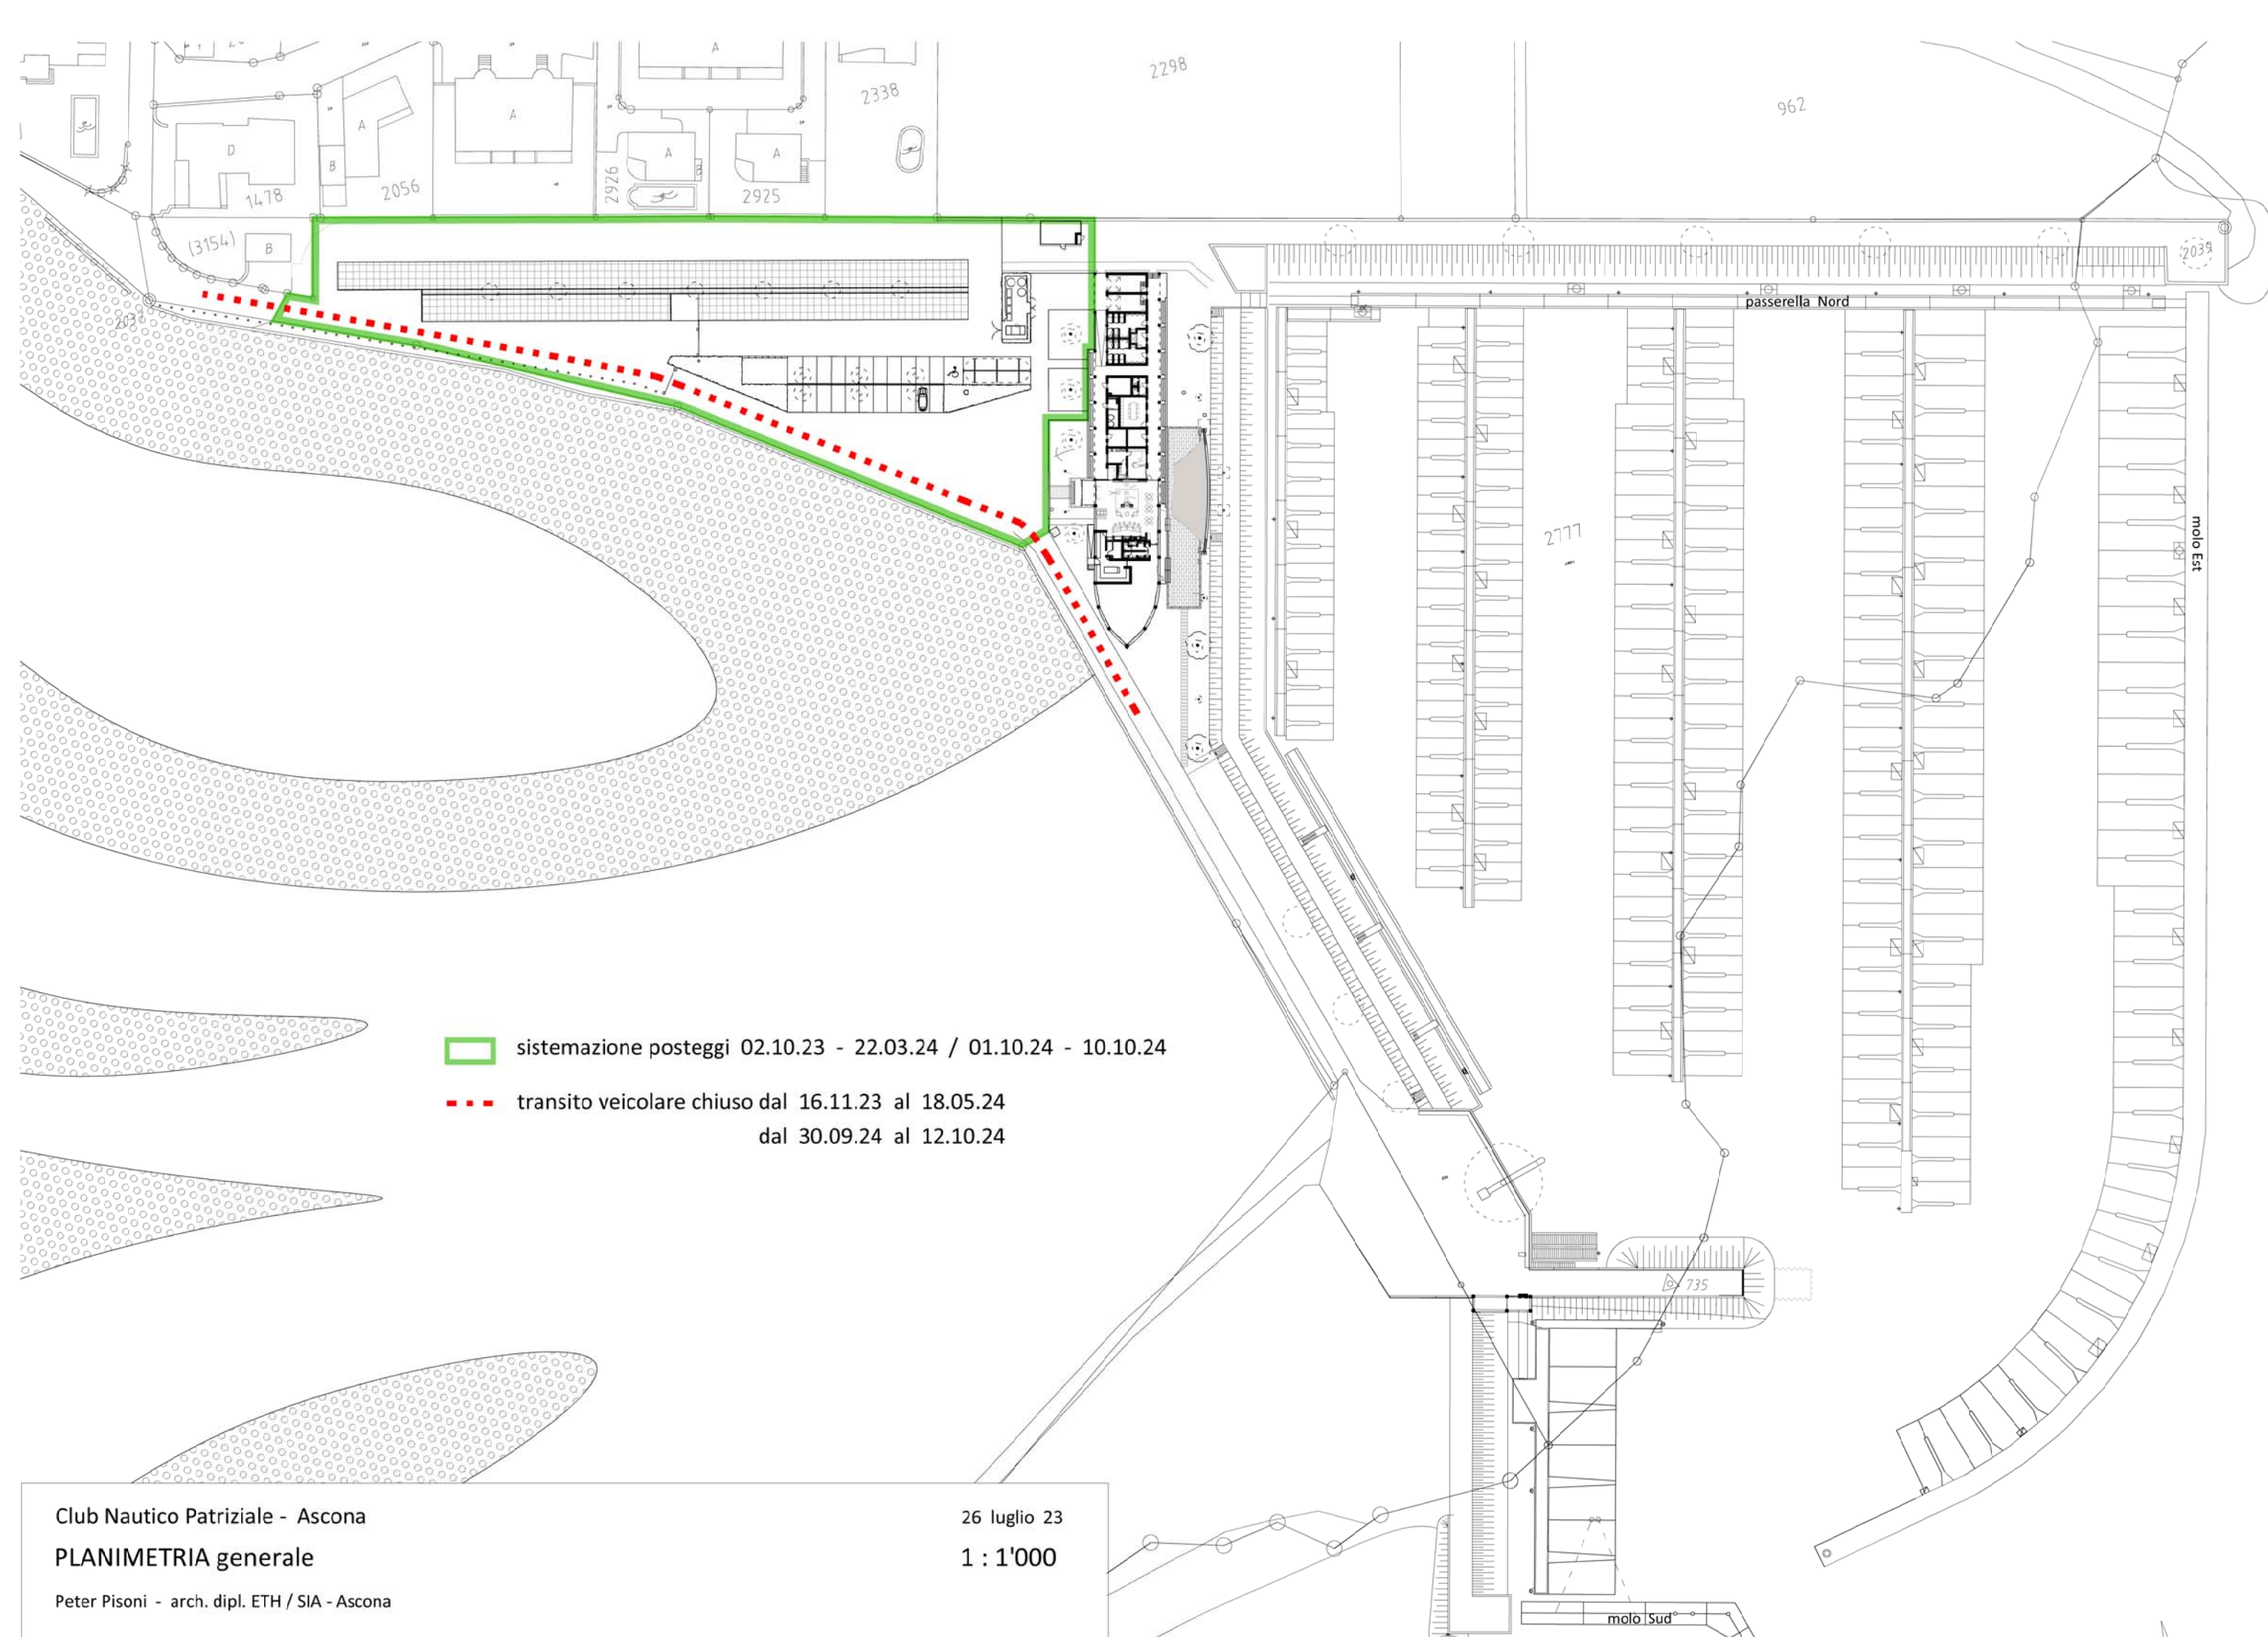 A
2298
2338
962
A
A
D
B
A
A
1478
2056
2926
2925
(3154)
B
2039
passerella Nord
2777
molo Est
sistemazione posteggi 02.10.23 - 22.03.24 / 01.10.24 - 10.10.24
transito veicolare chiuso dal 16.11.23 al 18.05.24
dal 30.09.24 al 12.10.24
735
Club Nautico Patriziale - Ascona
26 luglio 23
PLANIMETRIA generale
1 : 1'000
Peter Pisoni - arch. dipl. ETH / SIA - Ascona
molo Sud